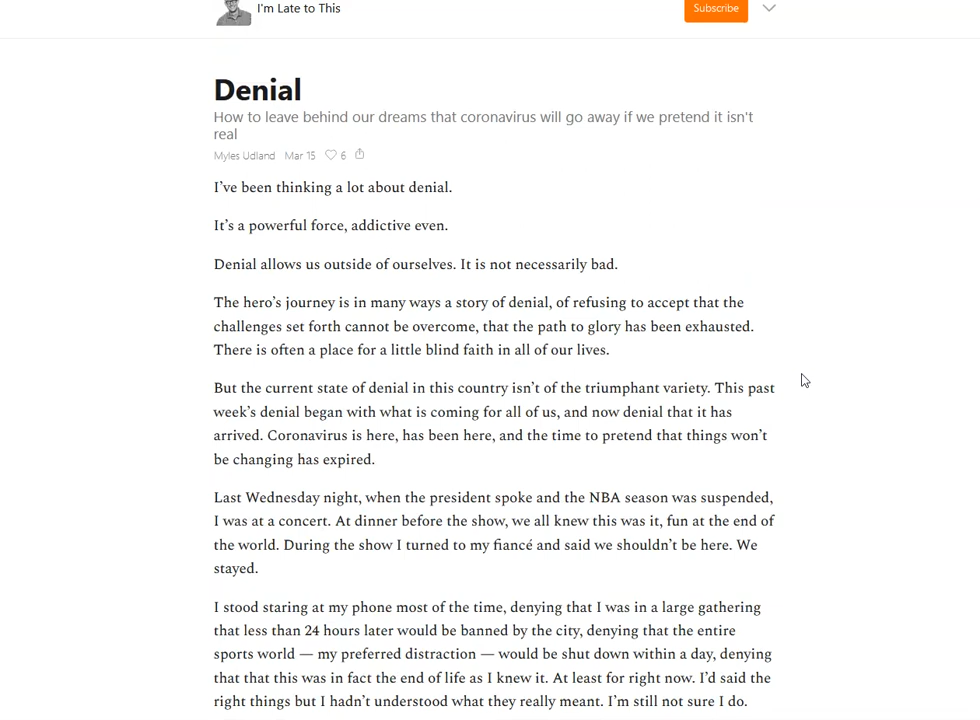 I'm Late to This
Subscribe
Denial
How to leave behind our dreams that coronavirus will go away if we pretend it isn't
real
Myles Udland Mar 15 6
I’ve been thinking a lot about denial.
It’s a powerful force, addictive even.
Denial allows us outside of ourselves. It is not necessarily bad.
The hero’s journey is in many ways a story of denial, of refusing to accept that the
challenges set forth cannot be overcome, that the path to glory has been exhausted.
There is often a place for a little blind faith in all of our lives.
But the current state of denial in this country isn’t of the triumphant variety. This past
week’s denial began with what is coming for all of us, and now denial that it has
arrived. Coronavirus is here, has been here, and the time to pretend that things won’t
be changing has expired.
Last Wednesday night, when the president spoke and the NBA season was suspended,
I was at a concert. At dinner before the show, we all knew this was it, fun at the end of
the world. During the show I turned to my fiancé and said we shouldn’t be here. We
stayed.
I stood staring at my phone most of the time, denying that I was in a large gathering
that less than 24 hours later would be banned by the city, denying that the entire
sports world — my preferred distraction — would be shut down within a day, denying
that that this was in fact the end of life as I knew it. At least for right now. I’d said the
right things but I hadn’t understood what they really meant. I’m still not sure I do.